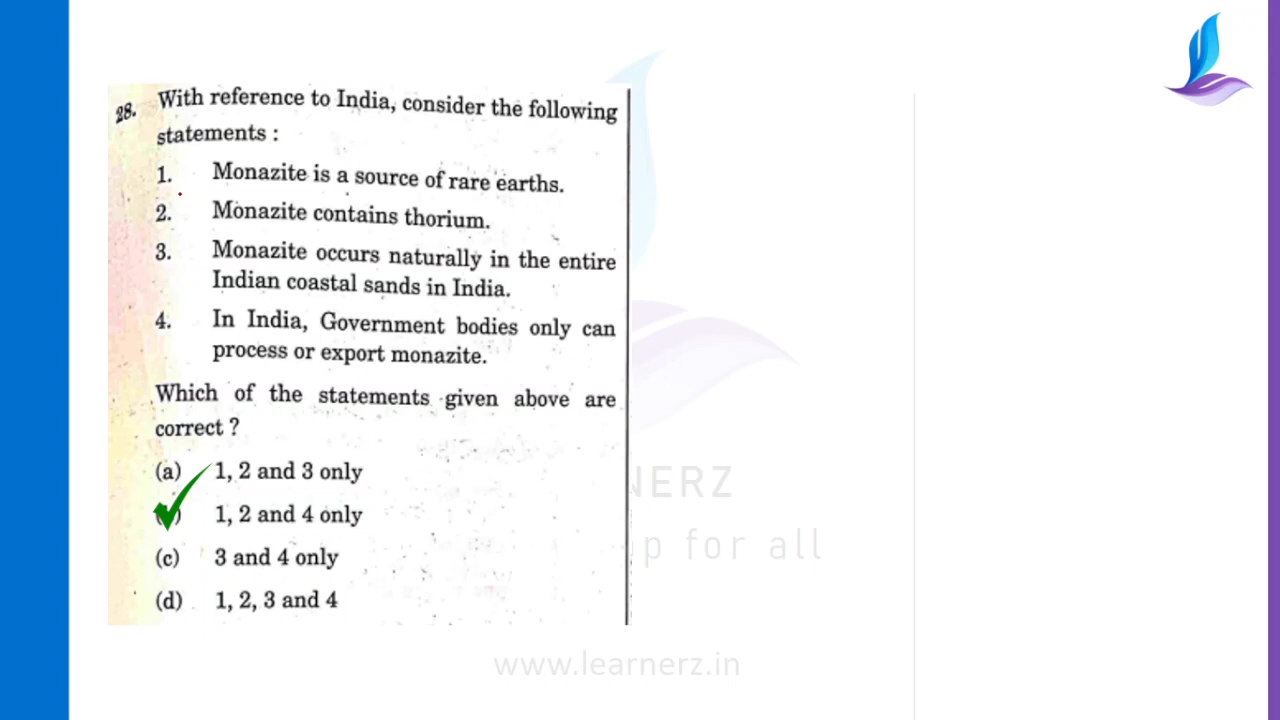 28. With reference to India, consider the following
statements :
1. Monazite is a source of rare earths.
2. Monazite contains thorium.
3. Monazite occurs naturally in the entire
Indian coastal sands in India.
4. In India, Government bodies only can
process or export monazite.
Which of the statements given above are
correct ?
(a) 1, 2 and 3 only
1, 2 and 4 only
(c) 3 and 4 only
(d) 1, 2, 3 and 4
NERZ
p for all
www.learnerz.in